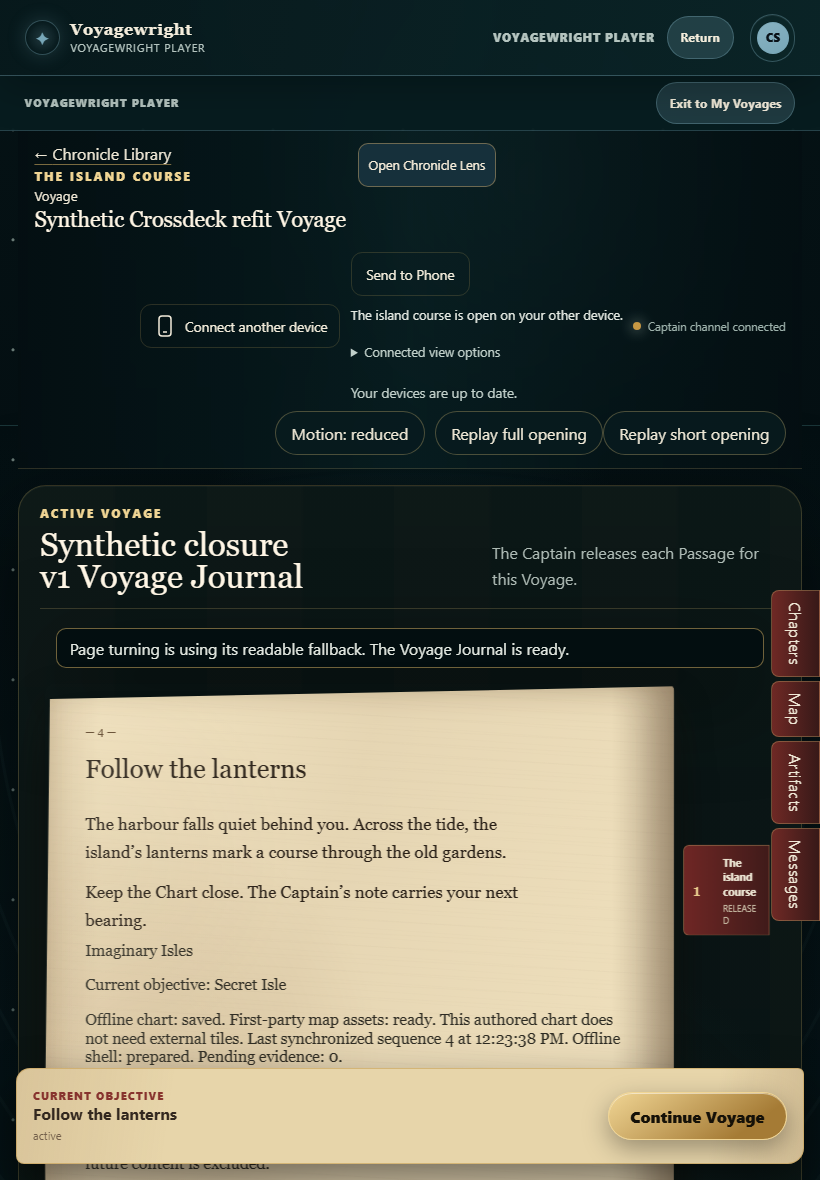 Voyagewright
VOYAGEWRIGHT PLAYER
VOYAGEWRIGHT PLAYER
Return
CS
VOYAGEWRIGHT PLAYER
Exit to My Voyages
← Chronicle Library
THE ISLAND COURSE
Voyage
Synthetic Crossdeck refit Voyage
Open Chronicle Lens
Send to Phone
Connect another device
The island course is open on your other device.
Captain channel connected
▶ Connected view options
Your devices are up to date.
Motion: reduced
Replay full opening
Replay short opening
ACTIVE VOYAGE
Synthetic closure
v1 Voyage Journal
The Captain releases each Passage for
this Voyage.
Page turning is using its readable fallback. The Voyage Journal is ready.
Chapters
Map
Artifacts
Messages
— 4 —
Follow the lanterns
The harbour falls quiet behind you. Across the tide, the
island’s lanterns mark a course through the old gardens.
Keep the Chart close. The Captain’s note carries your next
bearing.
Imaginary Isles
Current objective: Secret Isle
Offline chart: saved. First-party map assets: ready. This authored chart does
not need external tiles. Last synchronized sequence 4 at 12:23:38 PM. Offline
shell: prepared. Pending evidence: 0.
1
The
island
course
RELEASE
D
CURRENT OBJECTIVE
Follow the lanterns
active
Continue Voyage
future content is excluded.